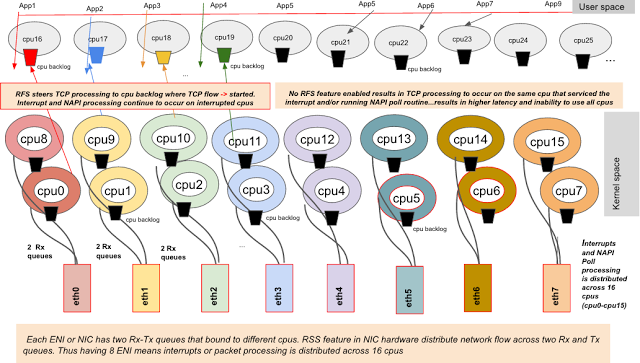 App1 App2 App3 App4 App5 App6 App7 App9 User space
cpu16 cpu17 cpu18 cpu19 cpu20 cpu21 cpu22 cpu23 cpu24 cpu25 ...
cpu backlog cpu backlog cpu backlog
...
RFS steers TCP processing to cpu backlog where TCP flow -> started.
Interrupt and NAPI processing continue to occur on interrupted cpus
No RFS feature enabled results in TCP processing to occur on the same cpu that serviced the
interrupt and/or running NAPI poll routine...results in higher latency and inability to use all cpus
Kernel space
cpu8 cpu9 cpu10 cpu11 cpu12 cpu13 cpu14 cpu15
cpu0 cpu1 cpu2 cpu3 cpu4 cpu5 cpu6 cpu7
cpu backlog cpu backlog cpu backlog
2 Rx
queues
2 Rx
queues
2 Rx
queues
...
Interrupts and NAPI
Poll
processing is
distributed
across 16
cpus
(cpu0-cpu15)
eth0 eth1 eth2 eth3 eth4 eth5 eth6 eth7
Each ENI or NIC has two Rx-Tx queues that bound to different cpus. RSS feature in NIC hardware distribute network flow across two Rx and Tx
queues. Thus having 8 ENI means interrupts or packet processing is distributed across 16 cpus